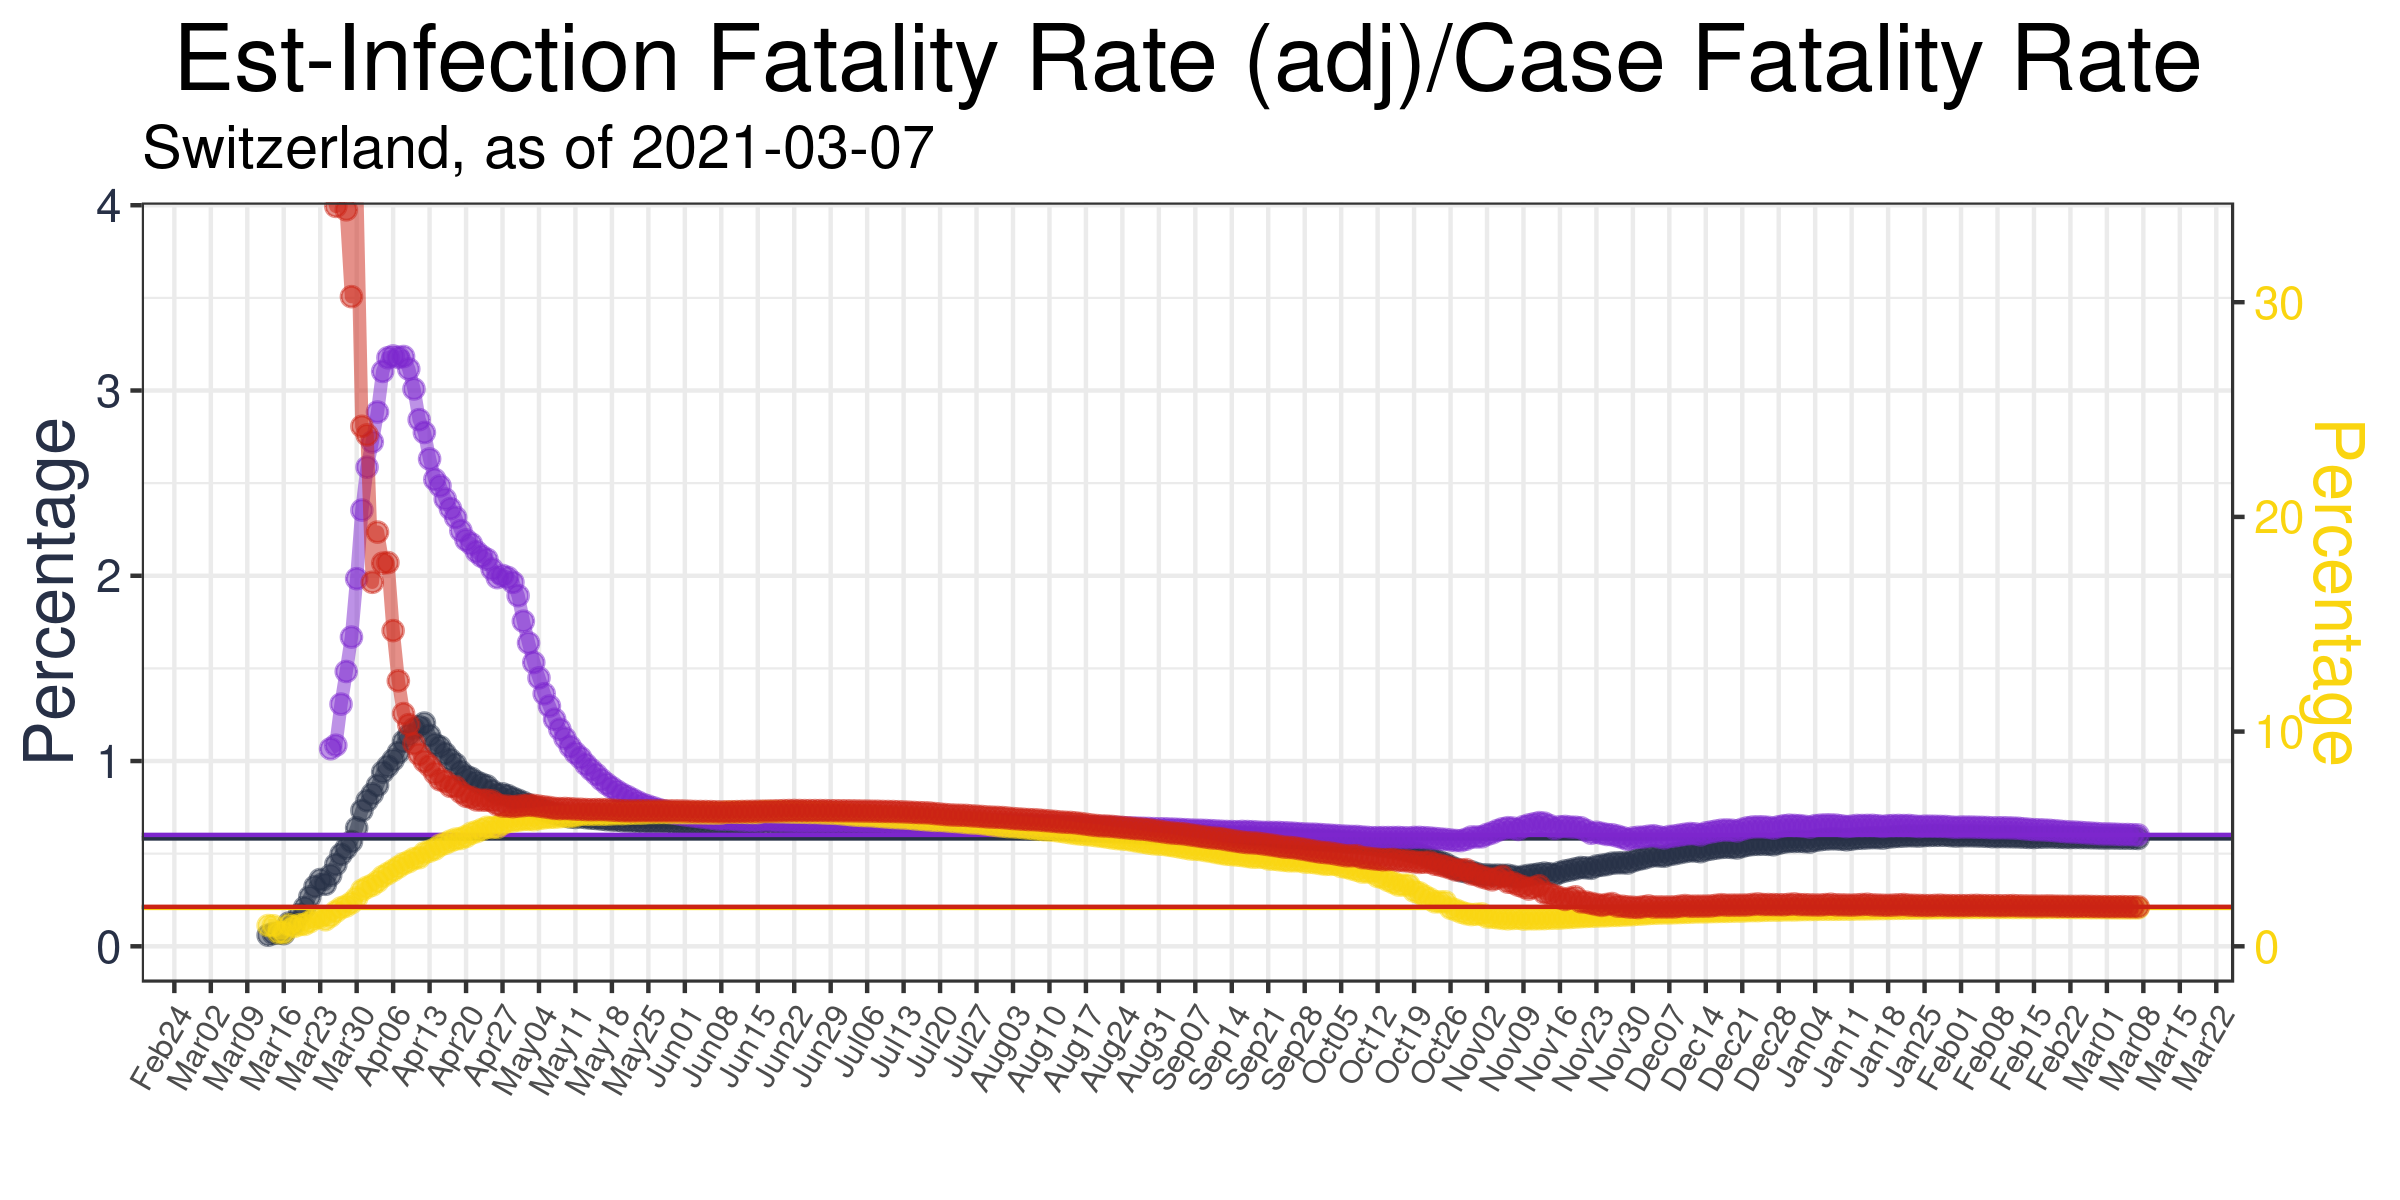 Est-Infection Fatality Rate (adj)/Case Fatality Rate
Switzerland, as of 2021-03-07
Percentage
4
3
2
1
0
30
20
10
0
Percentage
Feb24
Mar02
Mar09
Mar16
Mar23
Mar30
Apr06
Apr13
Apr20
Apr27
May04
May11
May18
May25
Jun01
Jun08
Jun15
Jun22
Jun29
Jul06
Jul13
Jul20
Jul27
Aug03
Aug10
Aug17
Aug24
Aug31
Sep07
Sep14
Sep21
Sep28
Oct05
Oct12
Oct19
Oct26
Nov02
Nov09
Nov16
Nov23
Nov30
Dec07
Dec14
Dec21
Dec28
Jan04
Jan11
Jan18
Jan25
Feb01
Feb08
Feb15
Feb22
Mar01
Mar08
Mar15
Mar22